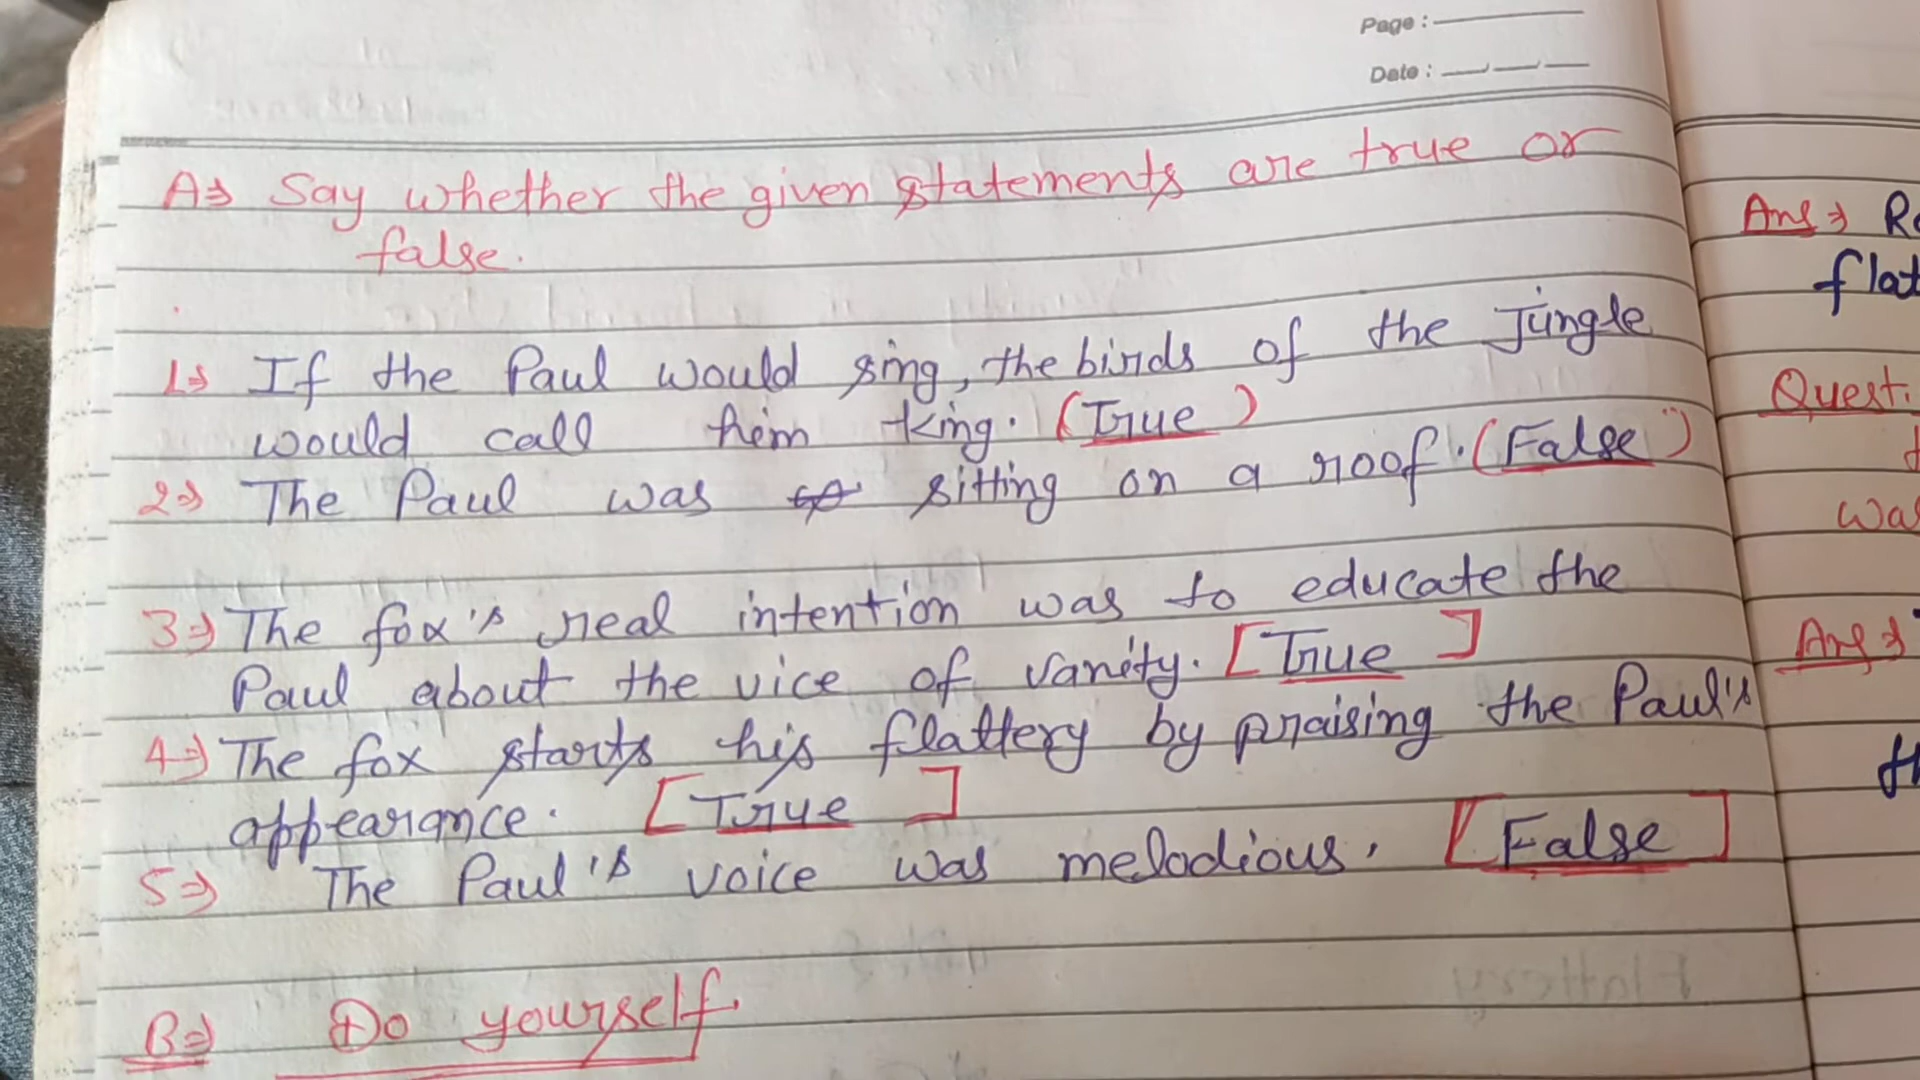 Page :
Date :
A⇒ Say whether the given statements are true or
false.
1⇒ If the Paul would sing, the birds of the Jungle
would call him king. (True)
2⇒ The Paul was sitting on a roof. (False)
3⇒ The fox's real intention was to educate the
Paul about the vice of vanity. [True]
4⇒ The fox starts his flattery by praising the Paul's
appearance. [True]
5⇒ The Paul's voice was melodious. [False]
B⇒ Do yourself.
Ans⇒
flat
Quest.
was
Ans⇒